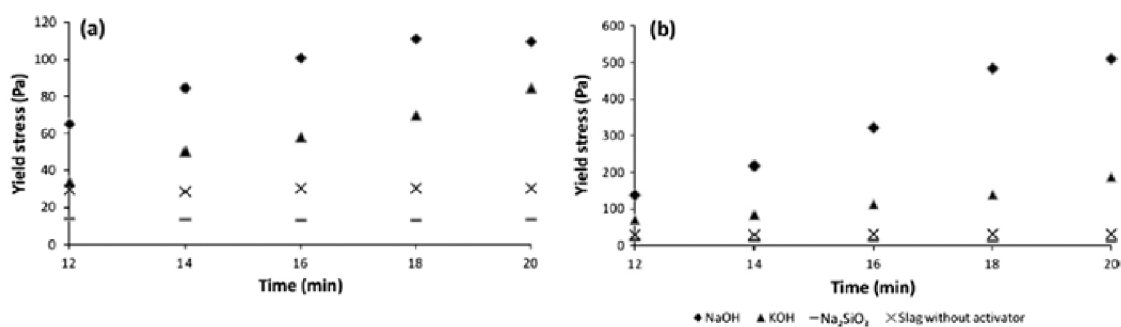 (a)
Yield stress (Pa)
120
100
80
60
40
20
0
12 14 16 18 20
Time (min)
(b)
Yield stress (Pa)
600
500
400
300
200
100
0
12 14 16 18 20
Time (min)
NaOH KOH Na₂SiO₃ Slag without activator